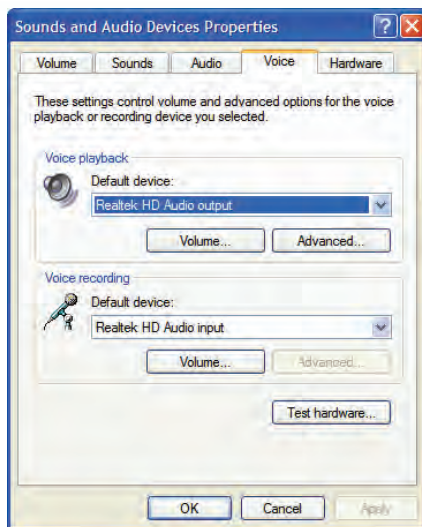 Sounds and Audio Devices Properties
Volume
Sounds
Audio
Voice
Hardware
These settings control volume and advanced options for the voice
playback or recording device you selected.
Voice playback
Default device:
Realtek HD Audio output
Volume...
Advanced...
Voice recording
Default device:
Realtek HD Audio input
Volume...
Advanced...
Test hardware...
OK
Cancel
Apply